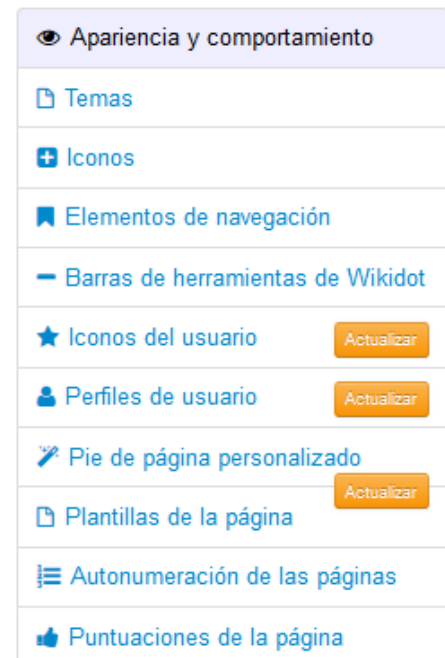 Apariencia y comportamiento
Temas
Iconos
Elementos de navegación
Barras de herramientas de Wikidot
Iconos del usuario Actualizar
Perfiles de usuario Actualizar
Pie de página personalizado
Actualizar
Plantillas de la página
Autonumeración de las páginas
Puntuaciones de la página